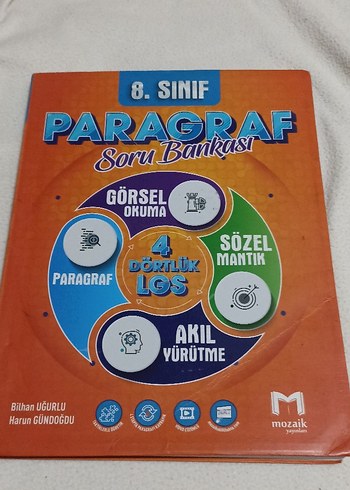 8. SINIF
PARAGRAF
Soru Bankası
GÖRSEL
OKUMA
SÖZEL
MANTIK
4
DÖRTLÜK
LGS
PARAGRAF
AKIL
YÜRÜTME
Bilhan UĞURLU
Harun GÜNDOĞDU
M
mozaik
yayınları